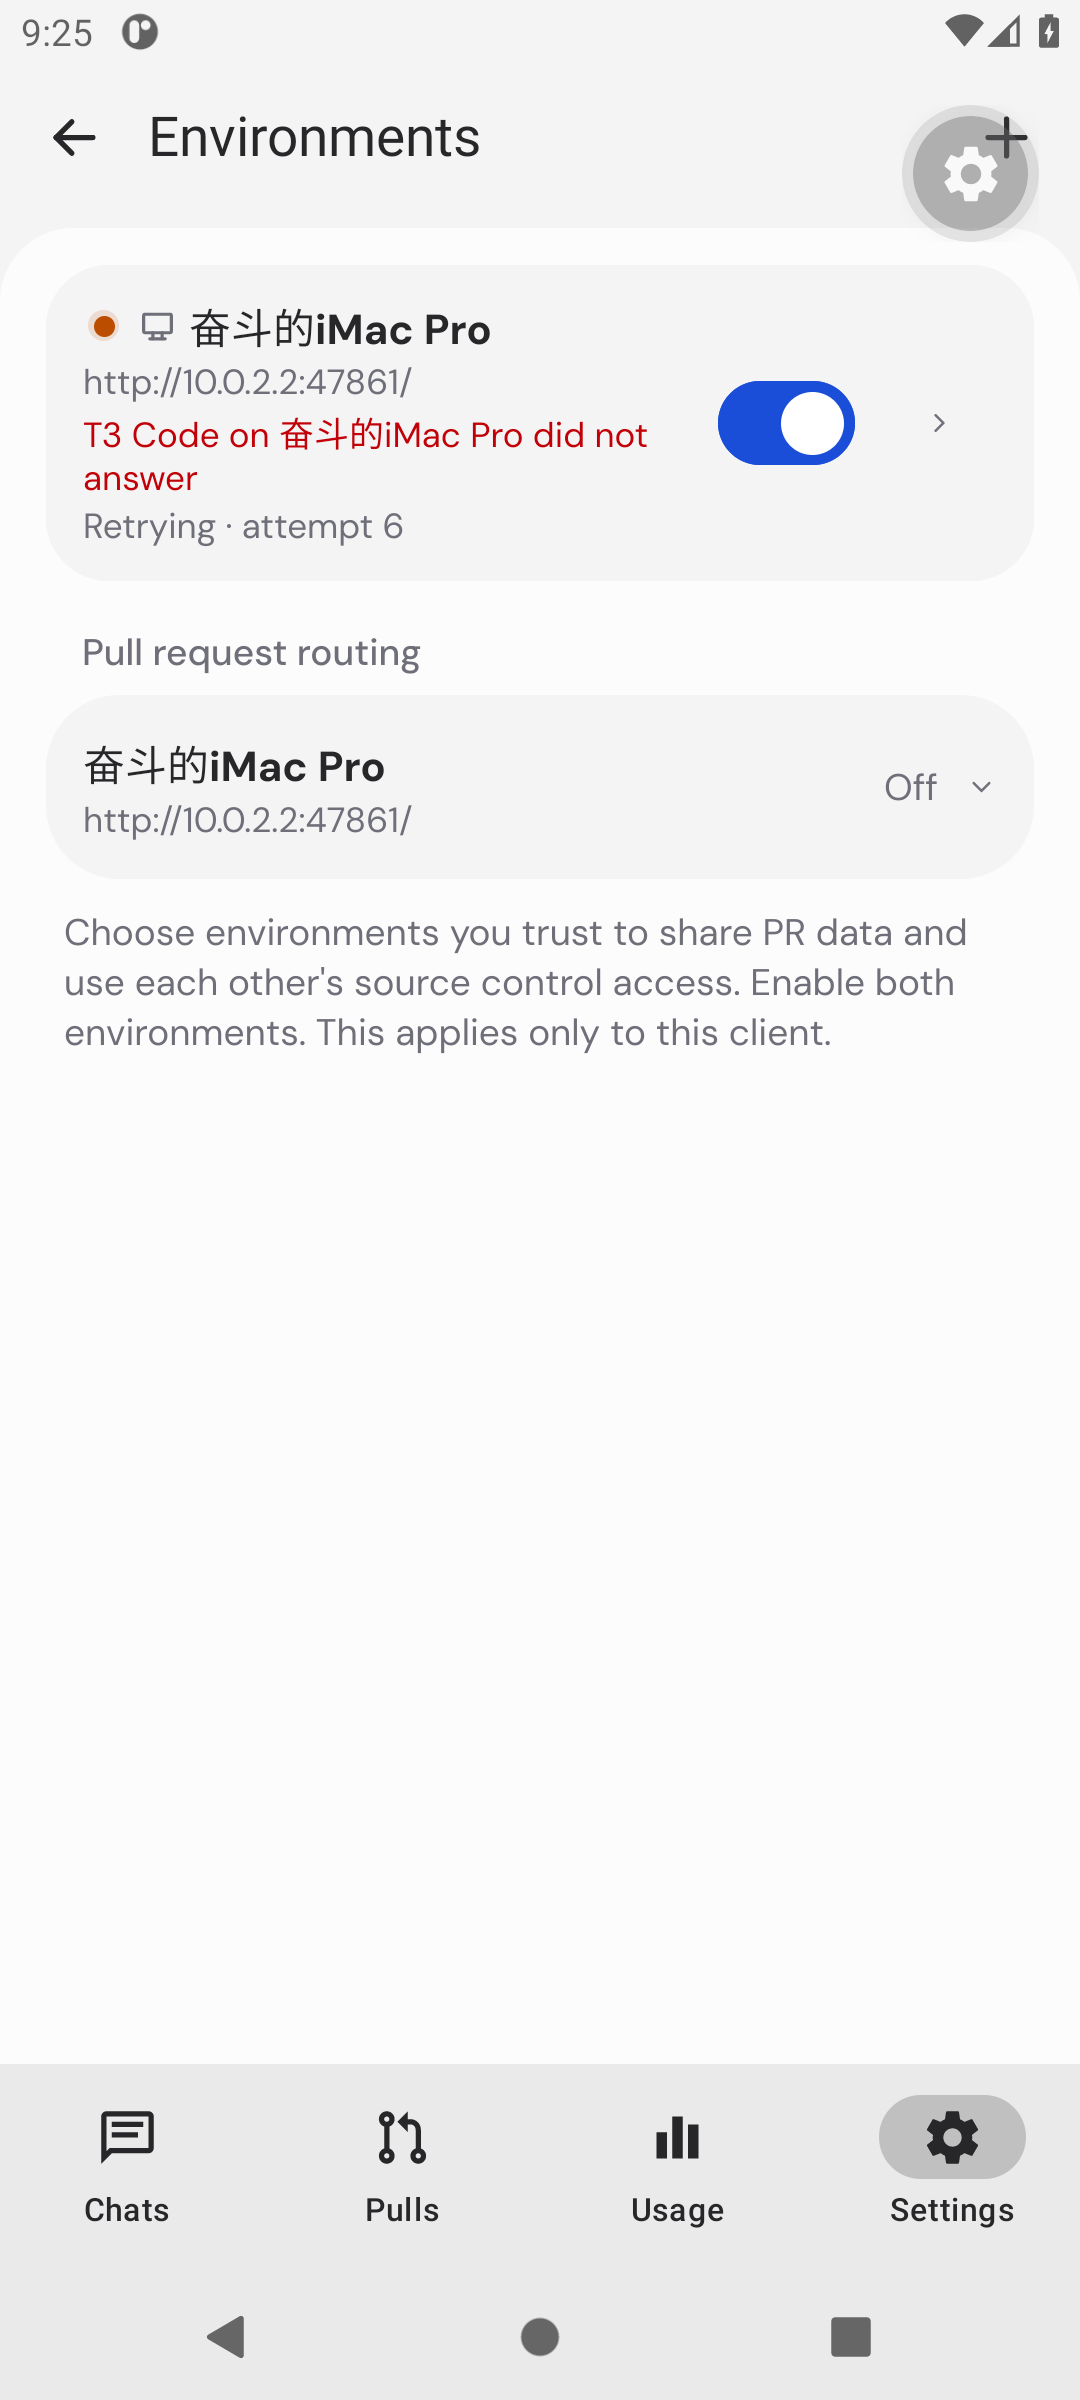 9:25
Environments
奋斗的iMac Pro
http://10.0.2.2:47861/
T3 Code on 奋斗的iMac Pro did not
answer
Retrying · attempt 6
Pull request routing
奋斗的iMac Pro
http://10.0.2.2:47861/
Off
Choose environments you trust to share PR data and
use each other's source control access. Enable both
environments. This applies only to this client.
Chats
Pulls
Usage
Settings